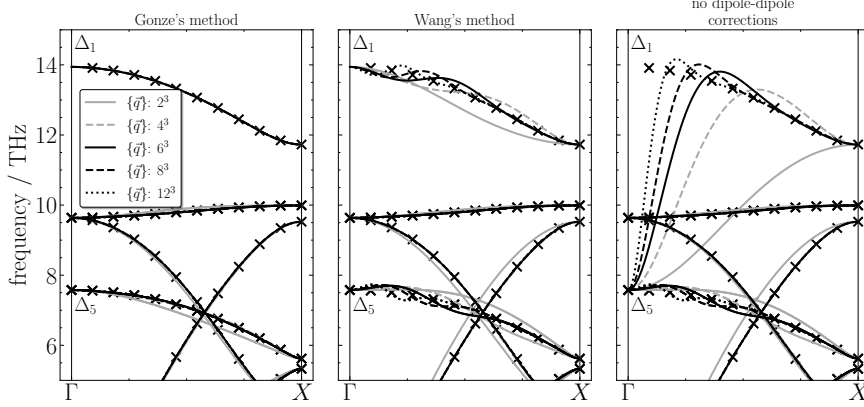 Gonze's method
Wang's method
no dipole-dipole
corrections
frequency / THz
14
12
10
8
6
Δ₁
Δ₅
{q⃗}: 2³
{q⃗}: 4³
{q⃗}: 6³
{q⃗}: 8³
{q⃗}: 12³
Γ
X
Δ₁
Δ₅
Γ
X
Δ₁
Δ₅
Γ
X